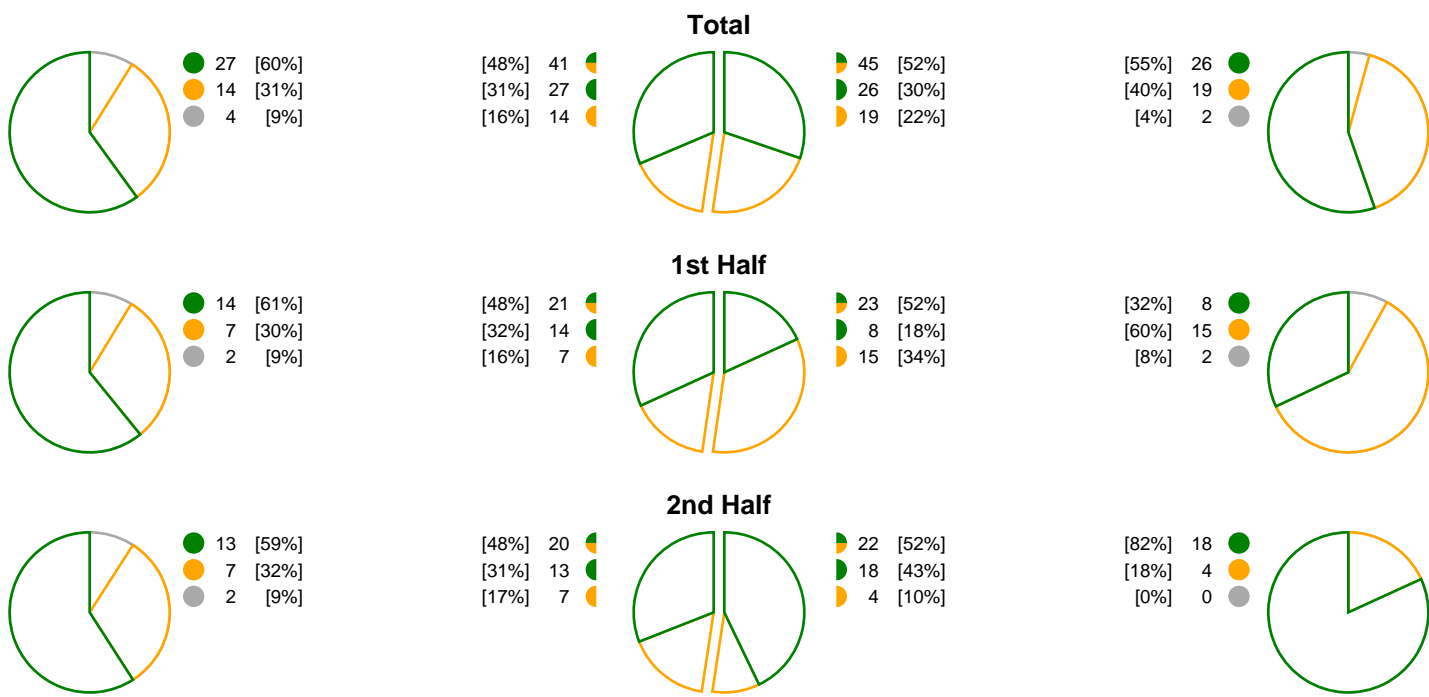 Total
27 [60%] [48%] 41 45 [52%] [55%] 26
14 [31%] [31%] 27 26 [30%] [40%] 19
4 [9%] [16%] 14 19 [22%] [4%] 2
1st Half
14 [61%] [48%] 21 23 [52%] [32%] 8
7 [30%] [32%] 14 8 [18%] [60%] 15
2 [9%] [16%] 7 15 [34%] [8%] 2
2nd Half
13 [59%] [48%] 20 22 [52%] [82%] 18
7 [32%] [31%] 13 18 [43%] [18%] 4
2 [9%] [17%] 7 4 [10%] [0%] 0